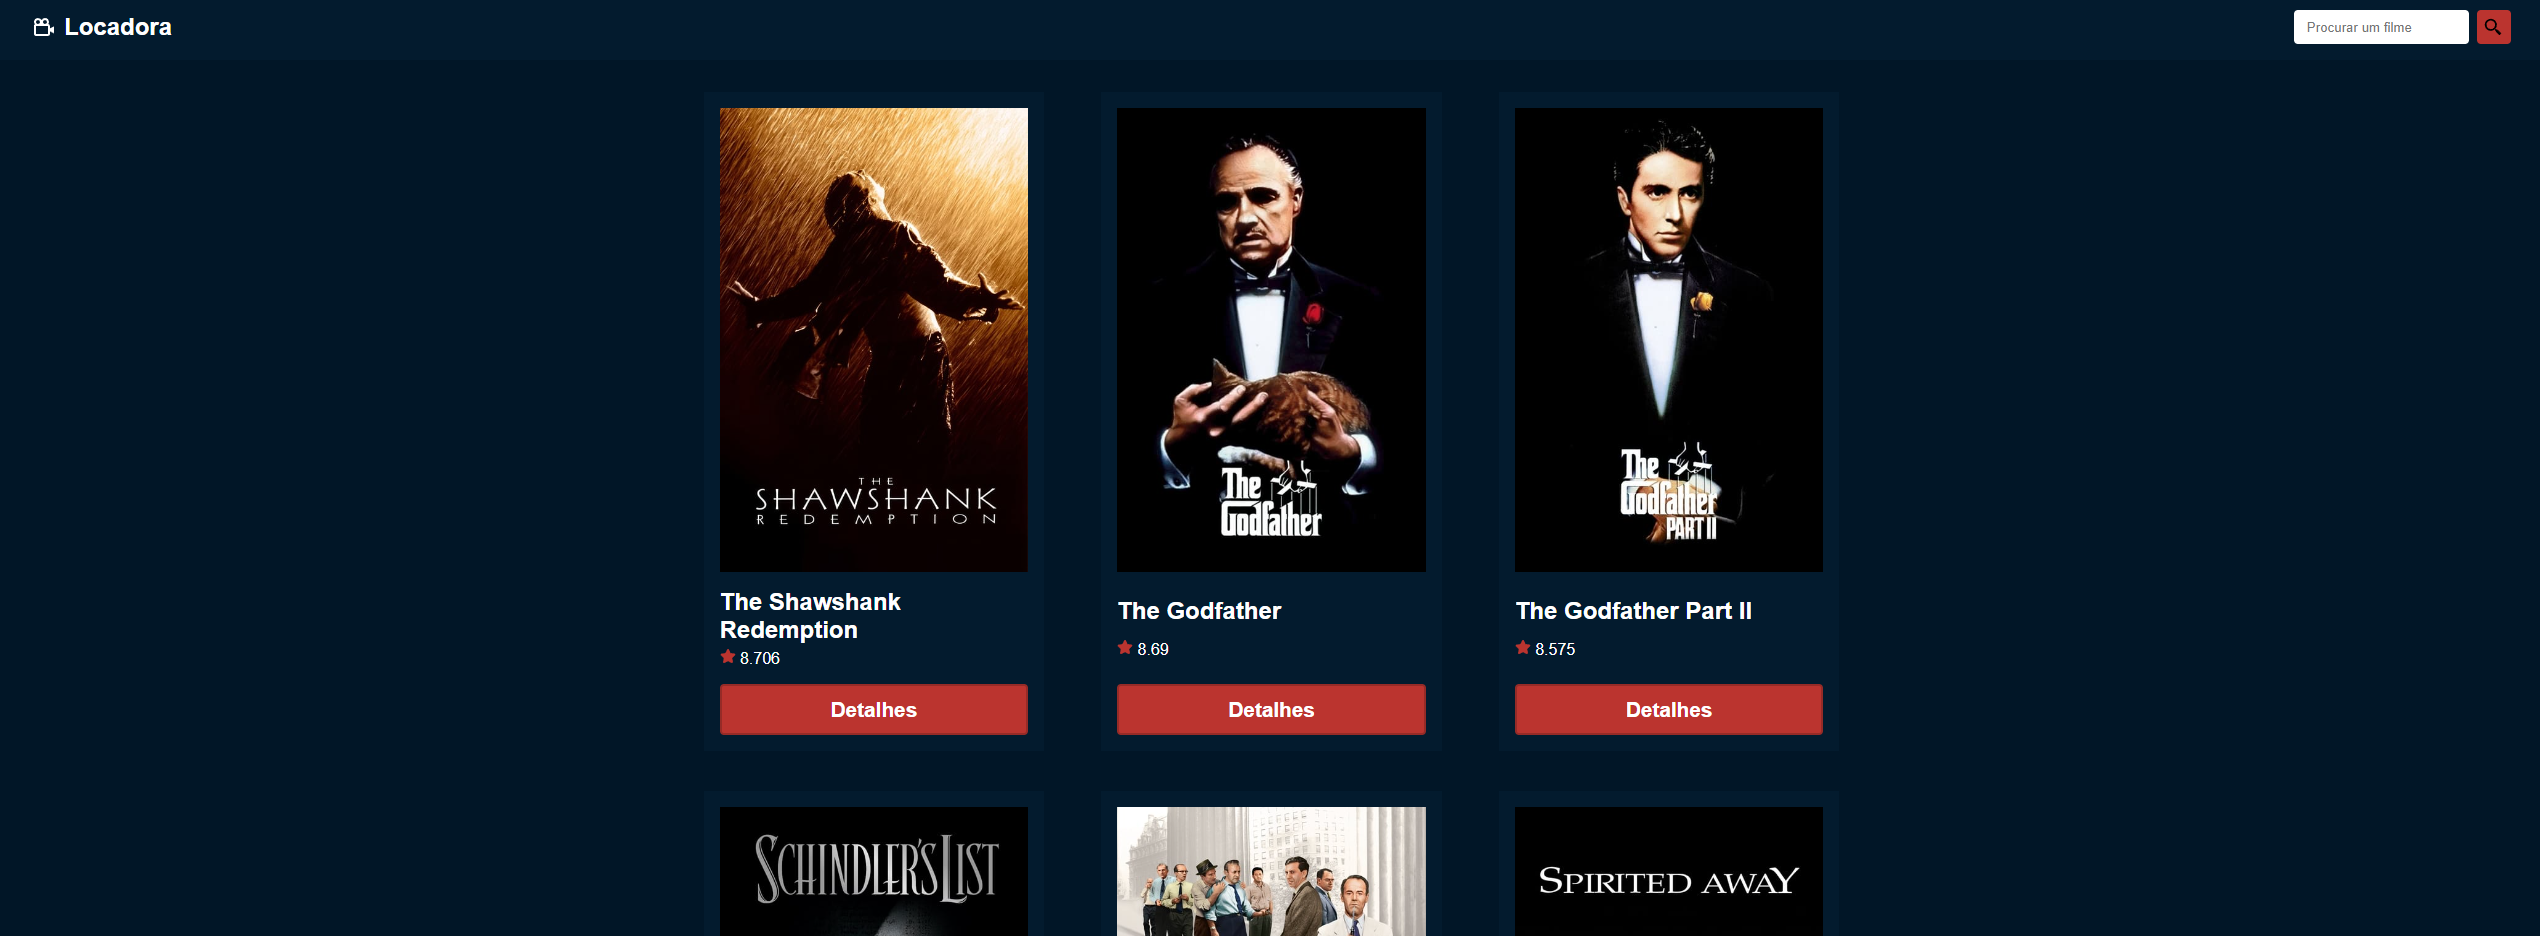 Locadora
Procurar um filme
THE
SHAWSHANK
REDEMPTION
The
Godfather
The
Godfather
PART II
The Shawshank
Redemption
8.706
Detalhes
The Godfather
8.69
Detalhes
The Godfather Part II
8.575
Detalhes
SCHINDLER'S LIST
SPIRITED AWAY